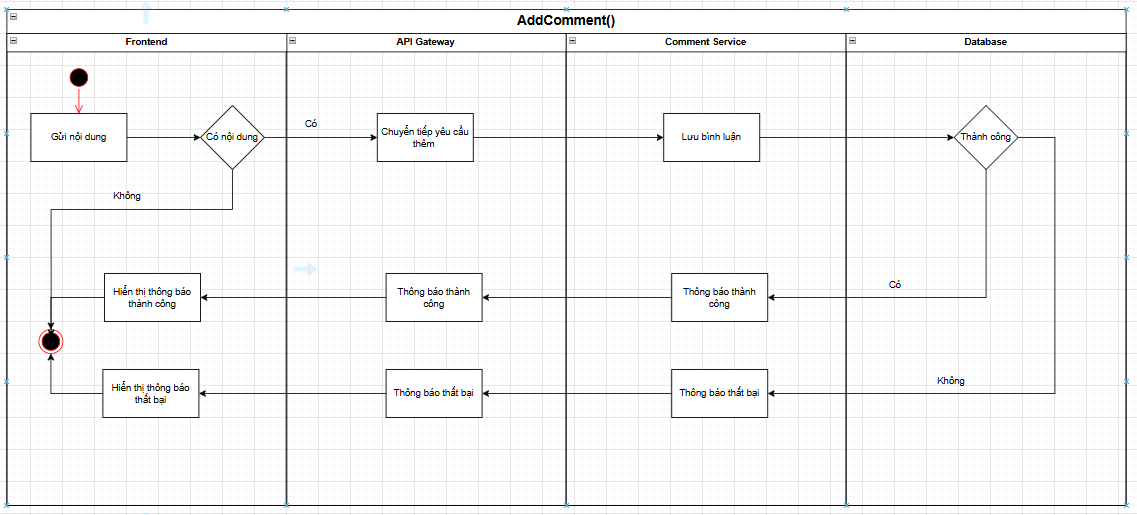 AddComment()
Frontend
API Gateway
Comment Service
Database
Gửi nội dung
Có nội dung
Có
Chuyển tiếp yêu cầu
thêm
Lưu bình luận
Thành công
Không
Hiển thị thông báo
thành công
Thông báo thành
công
Thông báo thành
công
Có
Hiển thị thông báo
thất bại
Thông báo thất bại
Thông báo thất bại
Không